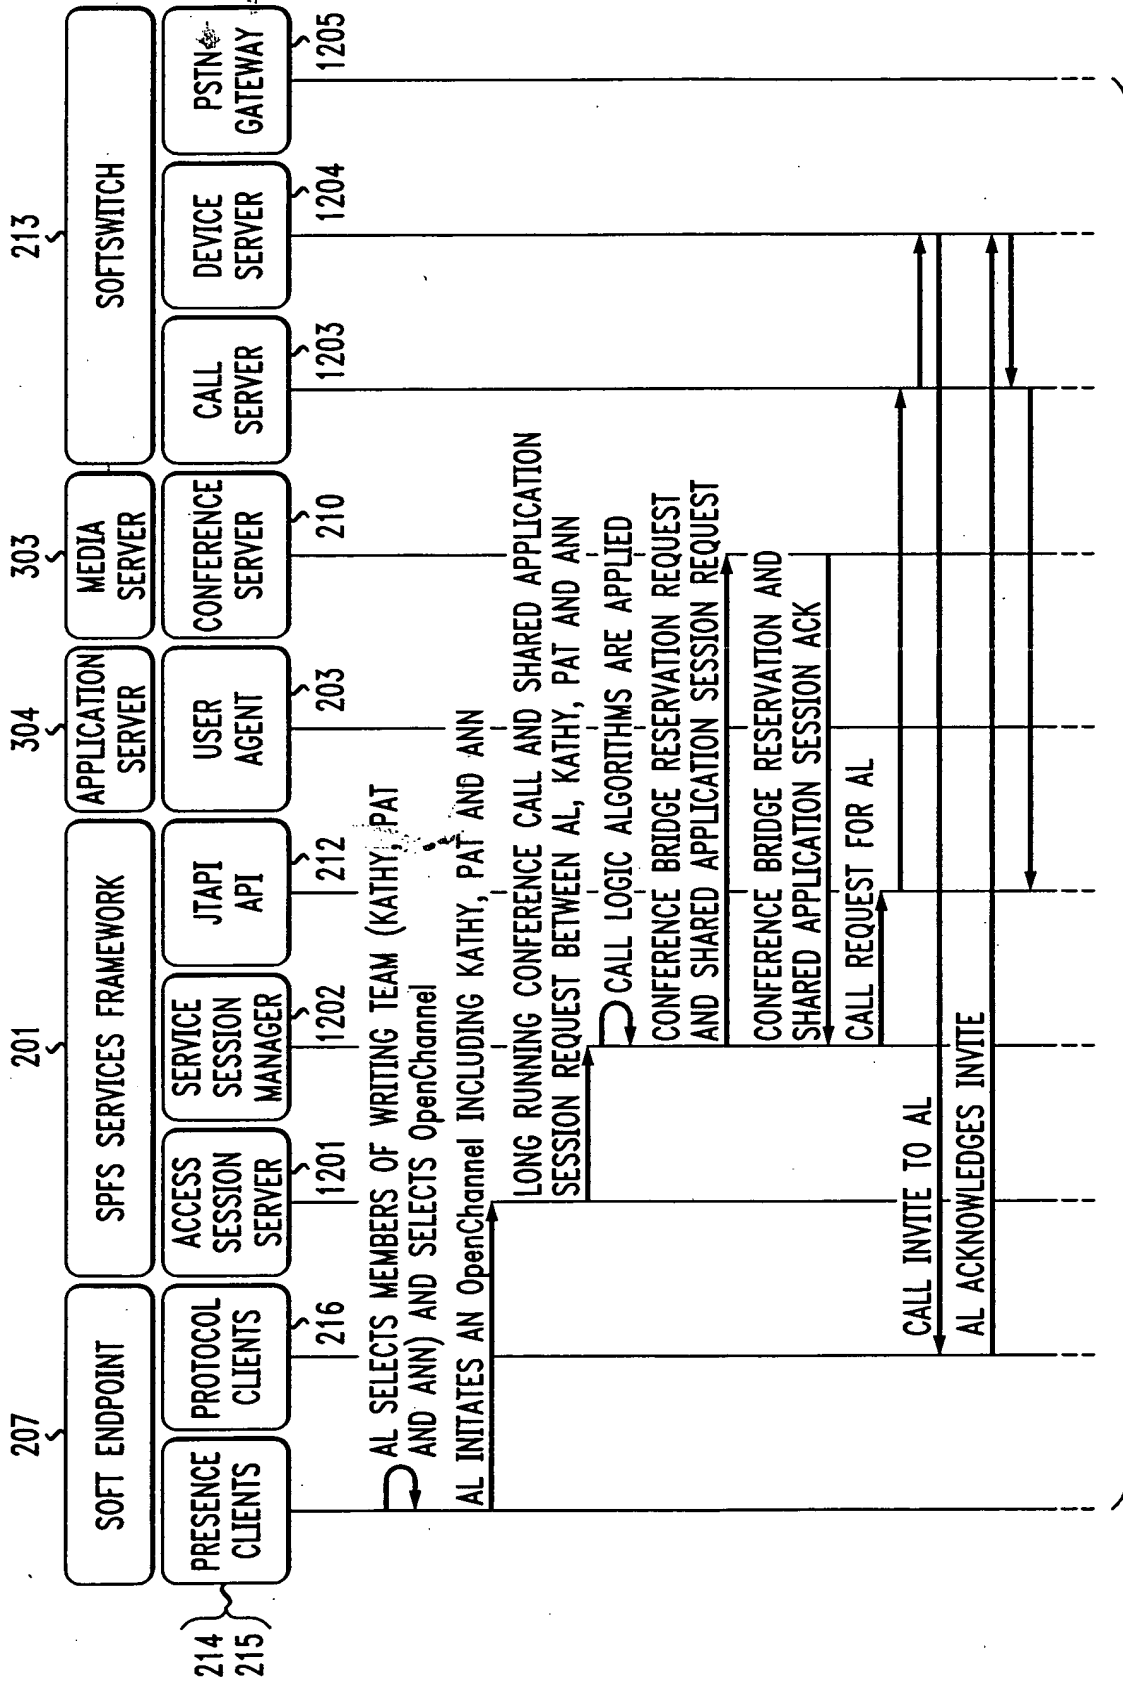 207
201
304
303
213
SOFT ENDPOINT
SPFS SERVICES FRAMEWORK
APPLICATION
SERVER
MEDIA
SERVER
SOFTSWITCH
214
215
PRESENCE
CLIENTS
PROTOCOL
CLIENTS
ACCESS
SESSION
SERVER
SERVICE
SESSION
MANAGER
JTAPI
API
USER
AGENT
CONFERENCE
SERVER
CALL
SERVER
DEVICE
SERVER
PSTN
GATEWAY
216
1201
1202
212
203
210
1203
1204
1205
AL SELECTS MEMBERS OF WRITING TEAM (KATHY, PAT
AND ANN) AND SELECTS OpenChannel
AL INITATES AN OpenChannel INCLUDING KATHY, PAT AND ANN
LONG RUNNING CONFERENCE CALL AND SHARED APPLICATION
SESSION REQUEST BETWEEN AL, KATHY, PAT AND ANN
CALL LOGIC ALGORITHMS ARE APPLIED
CONFERENCE BRIDGE RESERVATION REQUEST
AND SHARED APPLICATION SESSION REQUEST
CONFERENCE BRIDGE RESERVATION AND
SHARED APPLICATION SESSION ACK
CALL REQUEST FOR AL
CALL INVITE TO AL
AL ACKNOWLEDGES INVITE